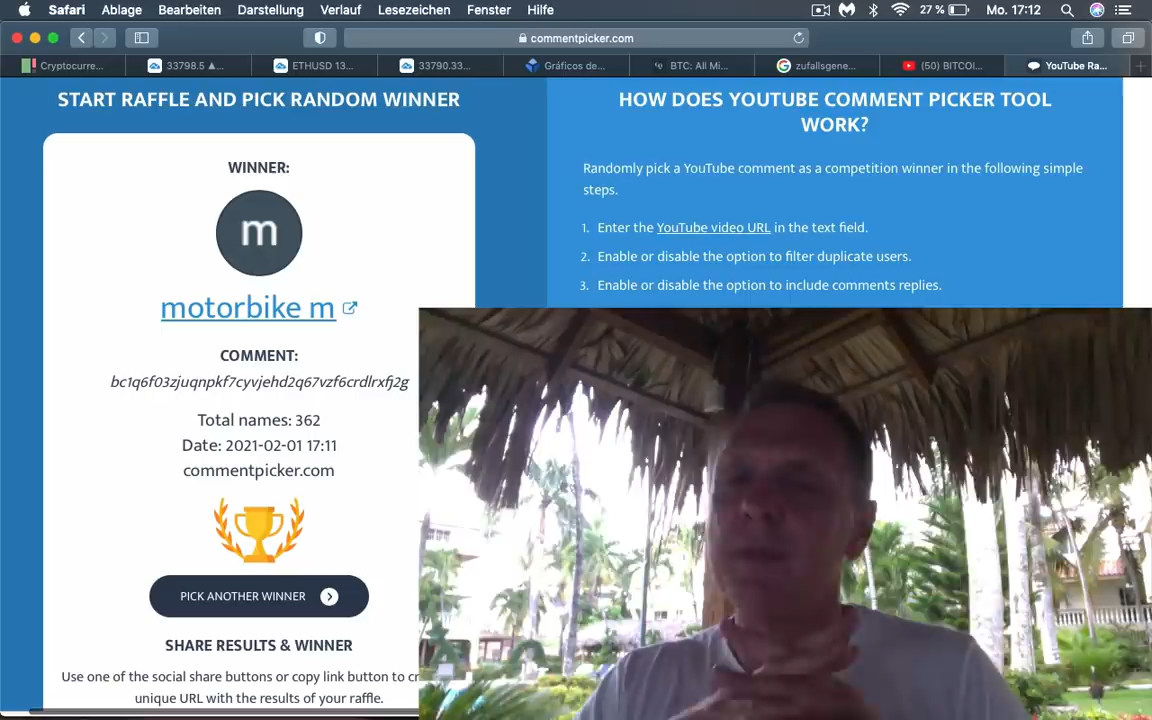 Safari Ablage Bearbeiten Darstellung Verlauf Lesezeichen Fenster Hilfe 27 % Mo. 17:12
commentpicker.com
Cryptocurre... 33798.5 ▲... ETHUSD 13... 33790.33... Gráficos de... BTC: All Mi... zufallsgene... (50) BITCOI... YouTube Ra...
START RAFFLE AND PICK RANDOM WINNER
WINNER:
m
motorbike m
COMMENT:
bc1q6f03zjuqnpkf7cyvjehd2q67vzf6crdlrxfj2g
Total names: 362
Date: 2021-02-01 17:11
commentpicker.com
PICK ANOTHER WINNER
SHARE RESULTS & WINNER
Use one of the social share buttons or copy link button to cr
unique URL with the results of your raffle.
HOW DOES YOUTUBE COMMENT PICKER TOOL
WORK?
Randomly pick a YouTube comment as a competition winner in the following simple
steps.
1. Enter the YouTube video URL in the text field.
2. Enable or disable the option to filter duplicate users.
3. Enable or disable the option to include comments replies.